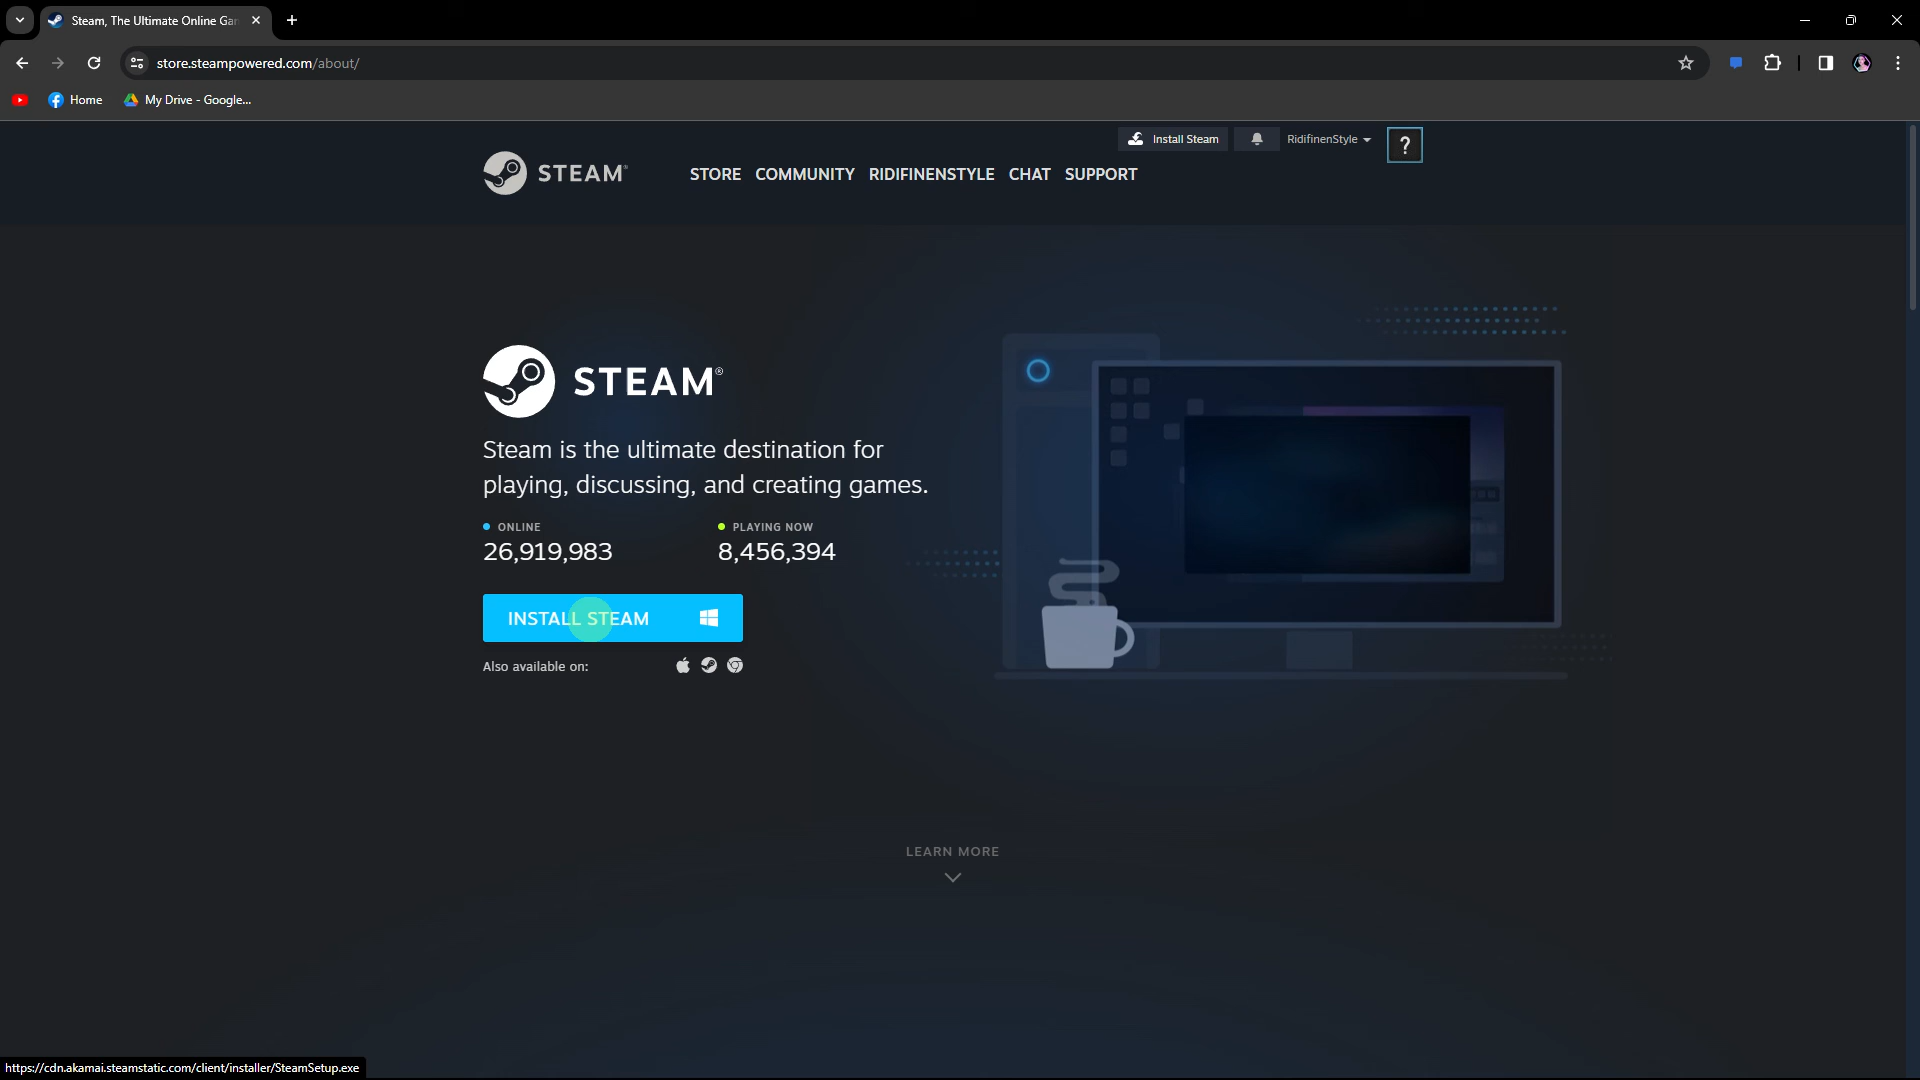 Steam, The Ultimate Online Gar
store.steampowered.com/about/
Home
My Drive - Google...
Install Steam
RidifinenStyle
?
STEAM®
STORE COMMUNITY RIDIFINENSTYLE CHAT SUPPORT
STEAM®
Steam is the ultimate destination for
playing, discussing, and creating games.
ONLINE
26,919,983
PLAYING NOW
8,456,394
INSTALL STEAM
Also available on:
LEARN MORE
https://cdn.akamai.steamstatic.com/client/installer/SteamSetup.exe